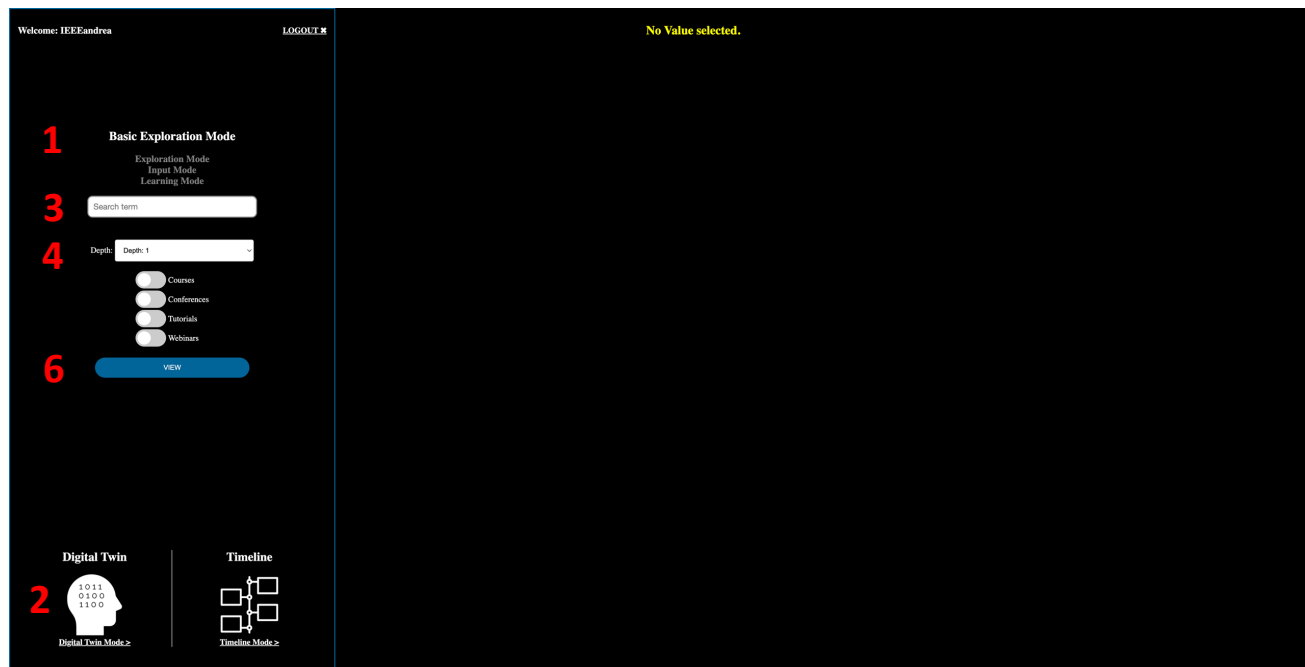 Welcome: IEEEandrea
LOGOUT ✖
No Value selected.
1
Basic Exploration Mode
Exploration Mode
Input Mode
Learning Mode
3
Search term
4
Depth: Depth: 1
Courses
Conferences
Tutorials
Webinars
6
VIEW
Digital Twin
Timeline
2
1011
0100
1100
Digital Twin Mode >
Timeline Mode >